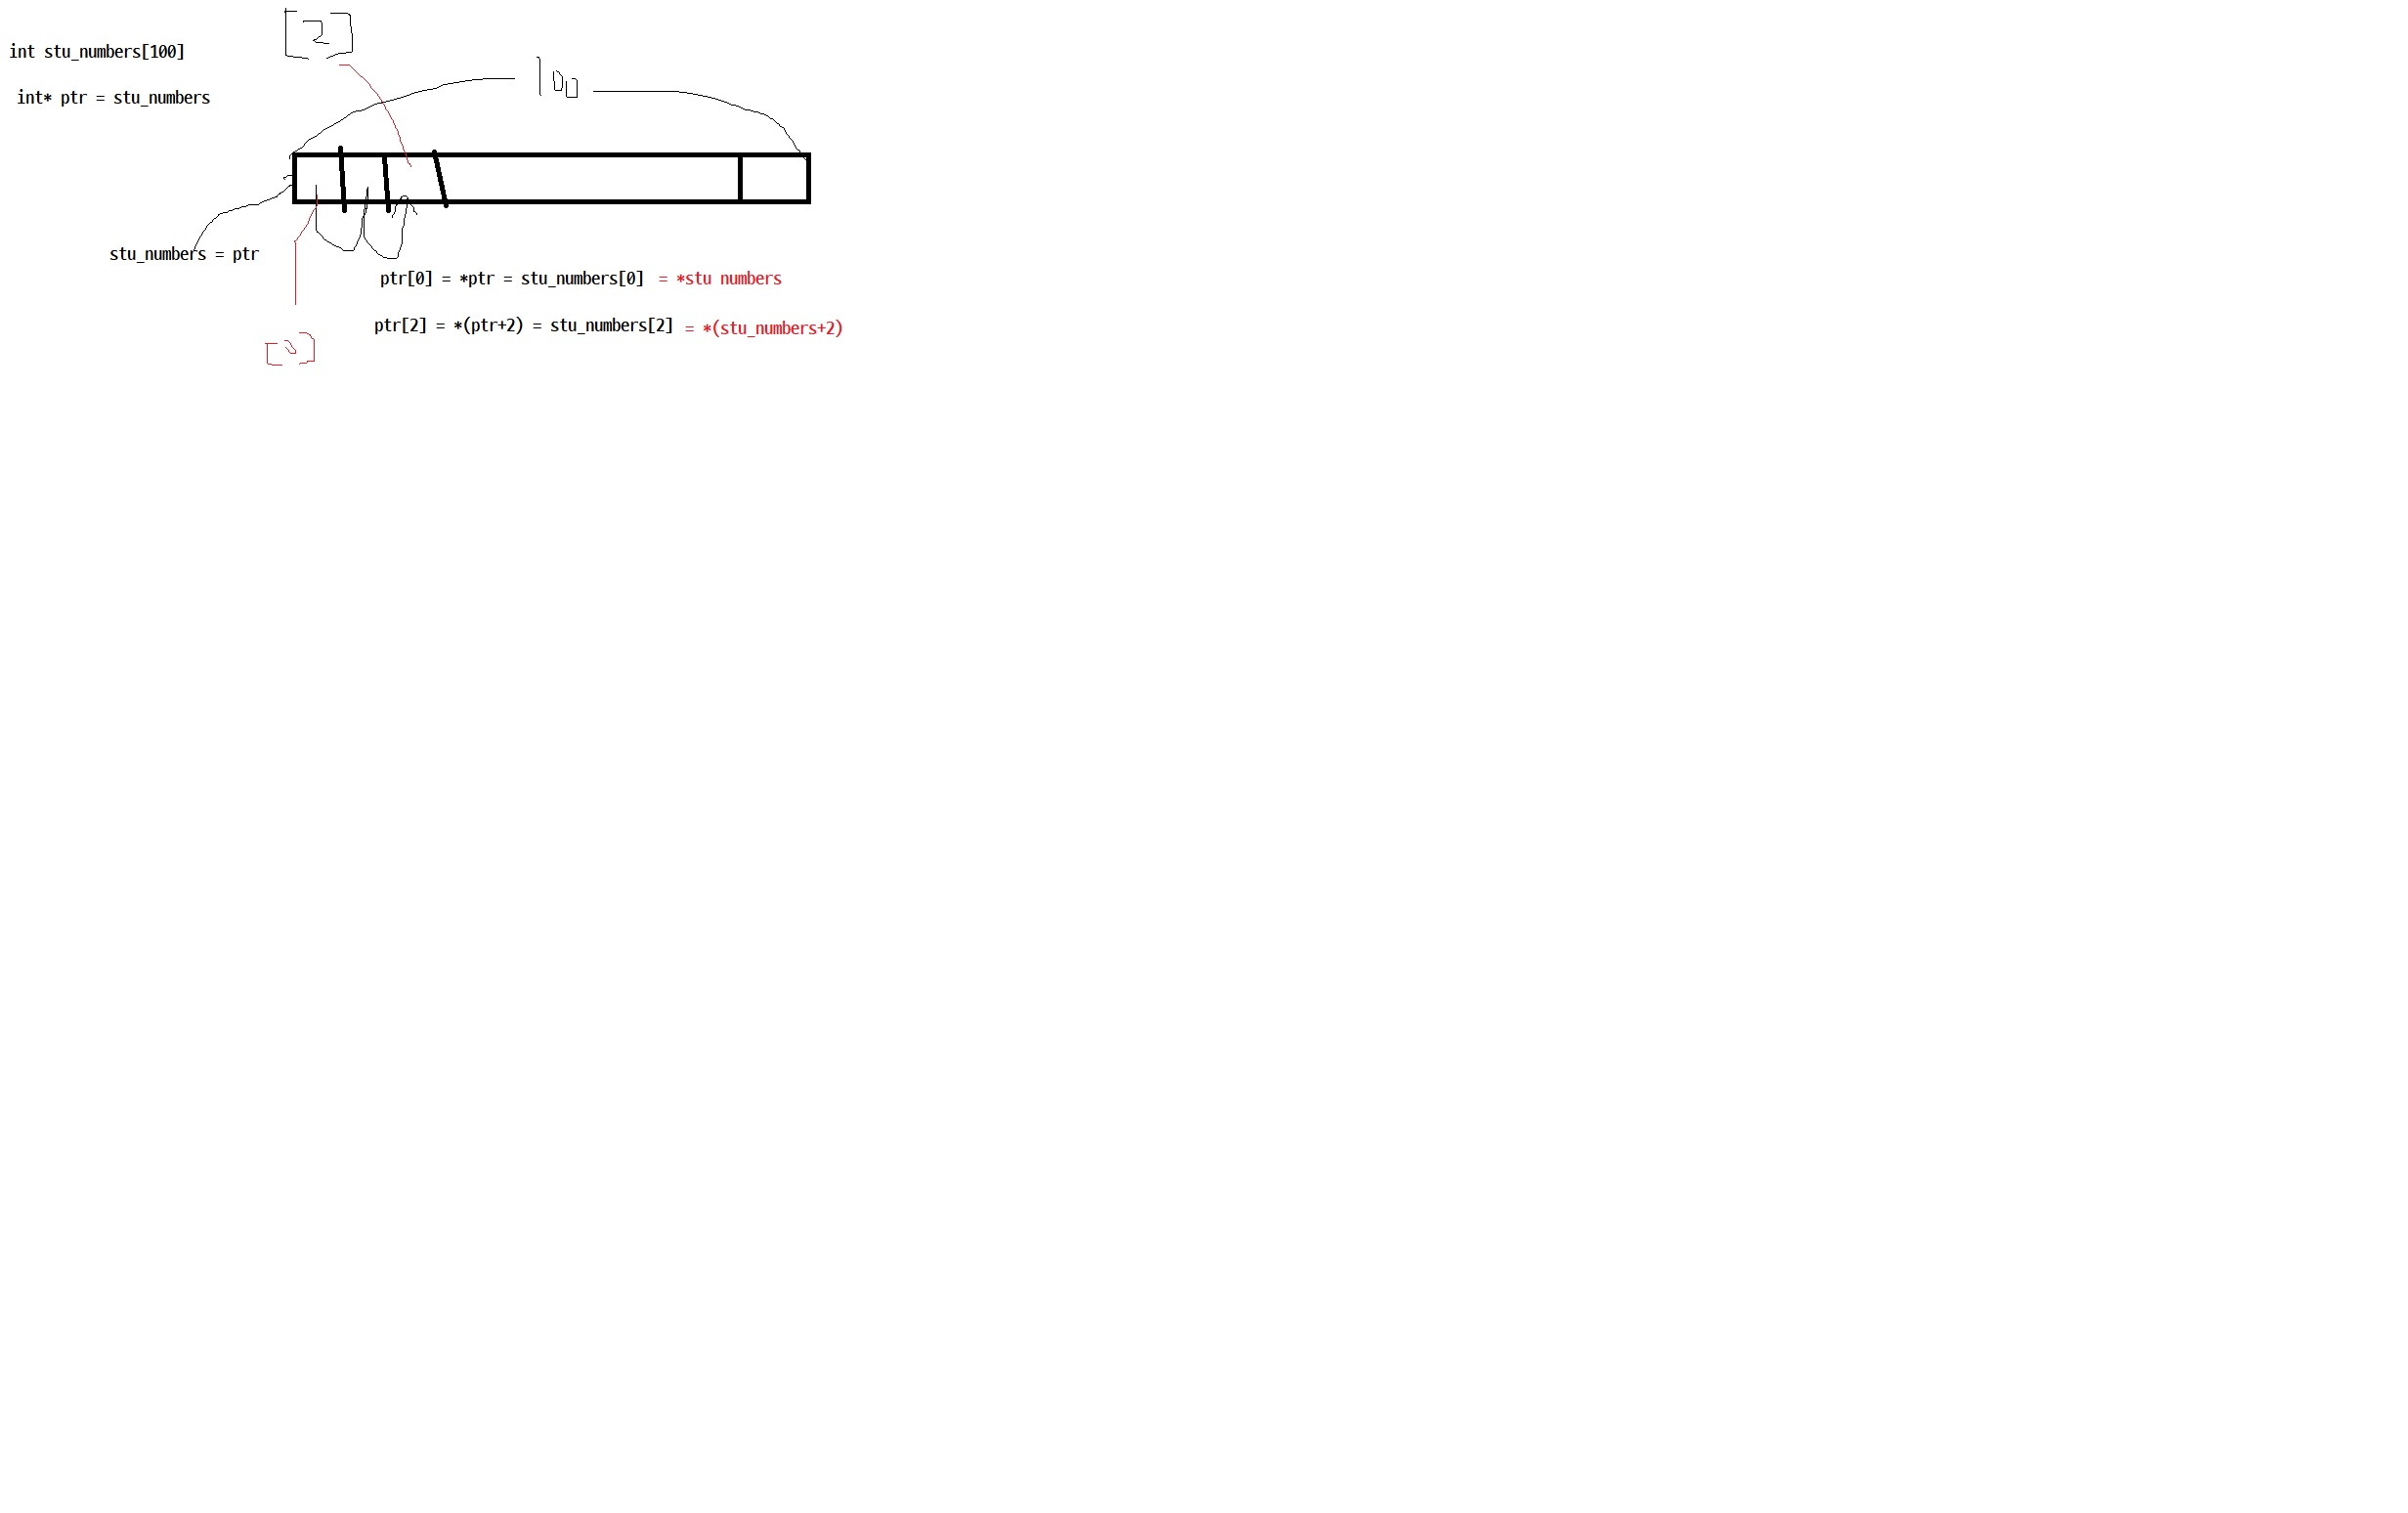 [2]
int stu_numbers[100]
100
int* ptr = stu_numbers
stu_numbers = ptr
ptr[0] = *ptr = stu_numbers[0] = *stu numbers
ptr[2] = *(ptr+2) = stu_numbers[2] = *(stu_numbers+2)